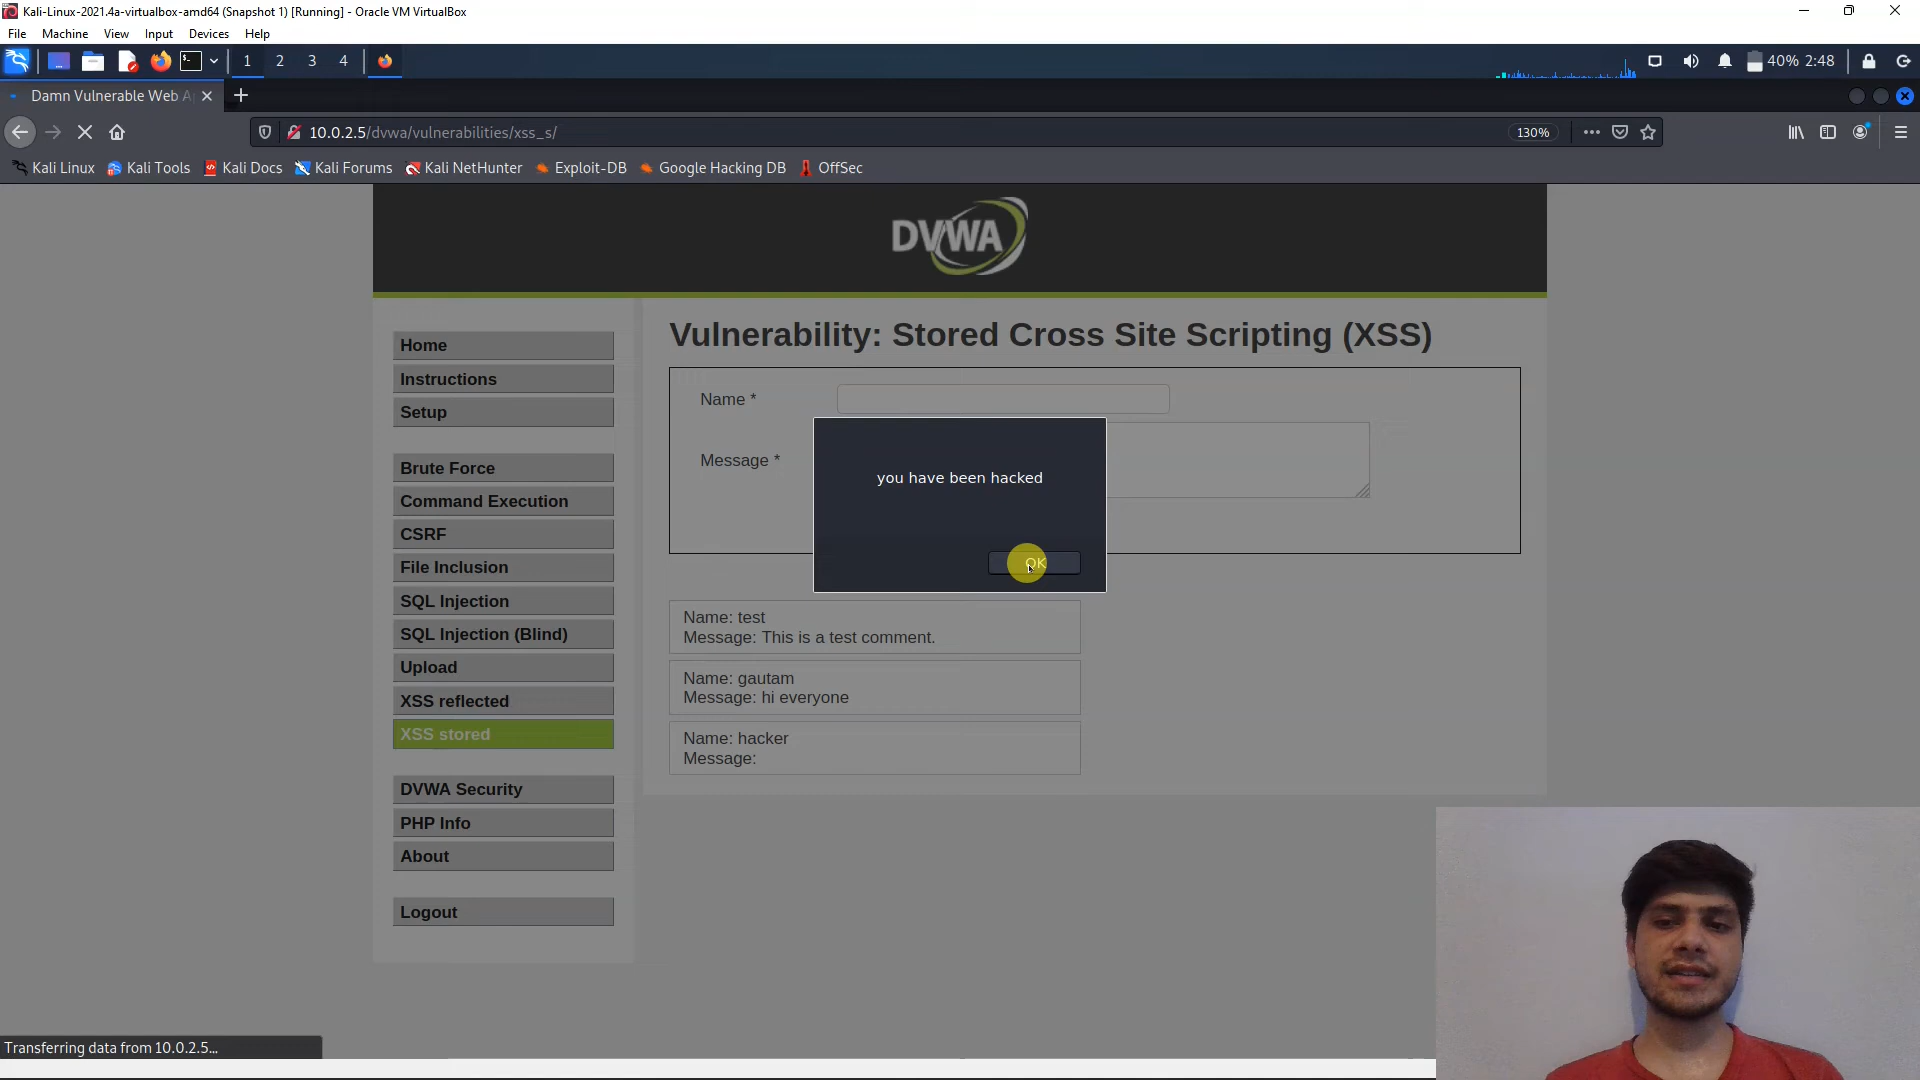 Kali-Linux-2021.4a-virtualbox-amd64 (Snapshot 1) [Running] - Oracle VM VirtualBox
File Machine View Input Devices Help
1 2 3 4 40% 2:48
Damn Vulnerable Web A
10.0.2.5/dvwa/vulnerabilities/xss_s/ 130%
Kali Linux Kali Tools Kali Docs Kali Forums Kali NetHunter Exploit-DB Google Hacking DB OffSec
DVWA
Home
Instructions
Setup
Brute Force
Command Execution
CSRF
File Inclusion
SQL Injection
SQL Injection (Blind)
Upload
XSS reflected
XSS stored
DVWA Security
PHP Info
About
Logout
Vulnerability: Stored Cross Site Scripting (XSS)
Name *
Message *
you have been hacked
OK
Name: test
Message: This is a test comment.
Name: gautam
Message: hi everyone
Name: hacker
Message:
Transferring data from 10.0.2.5...